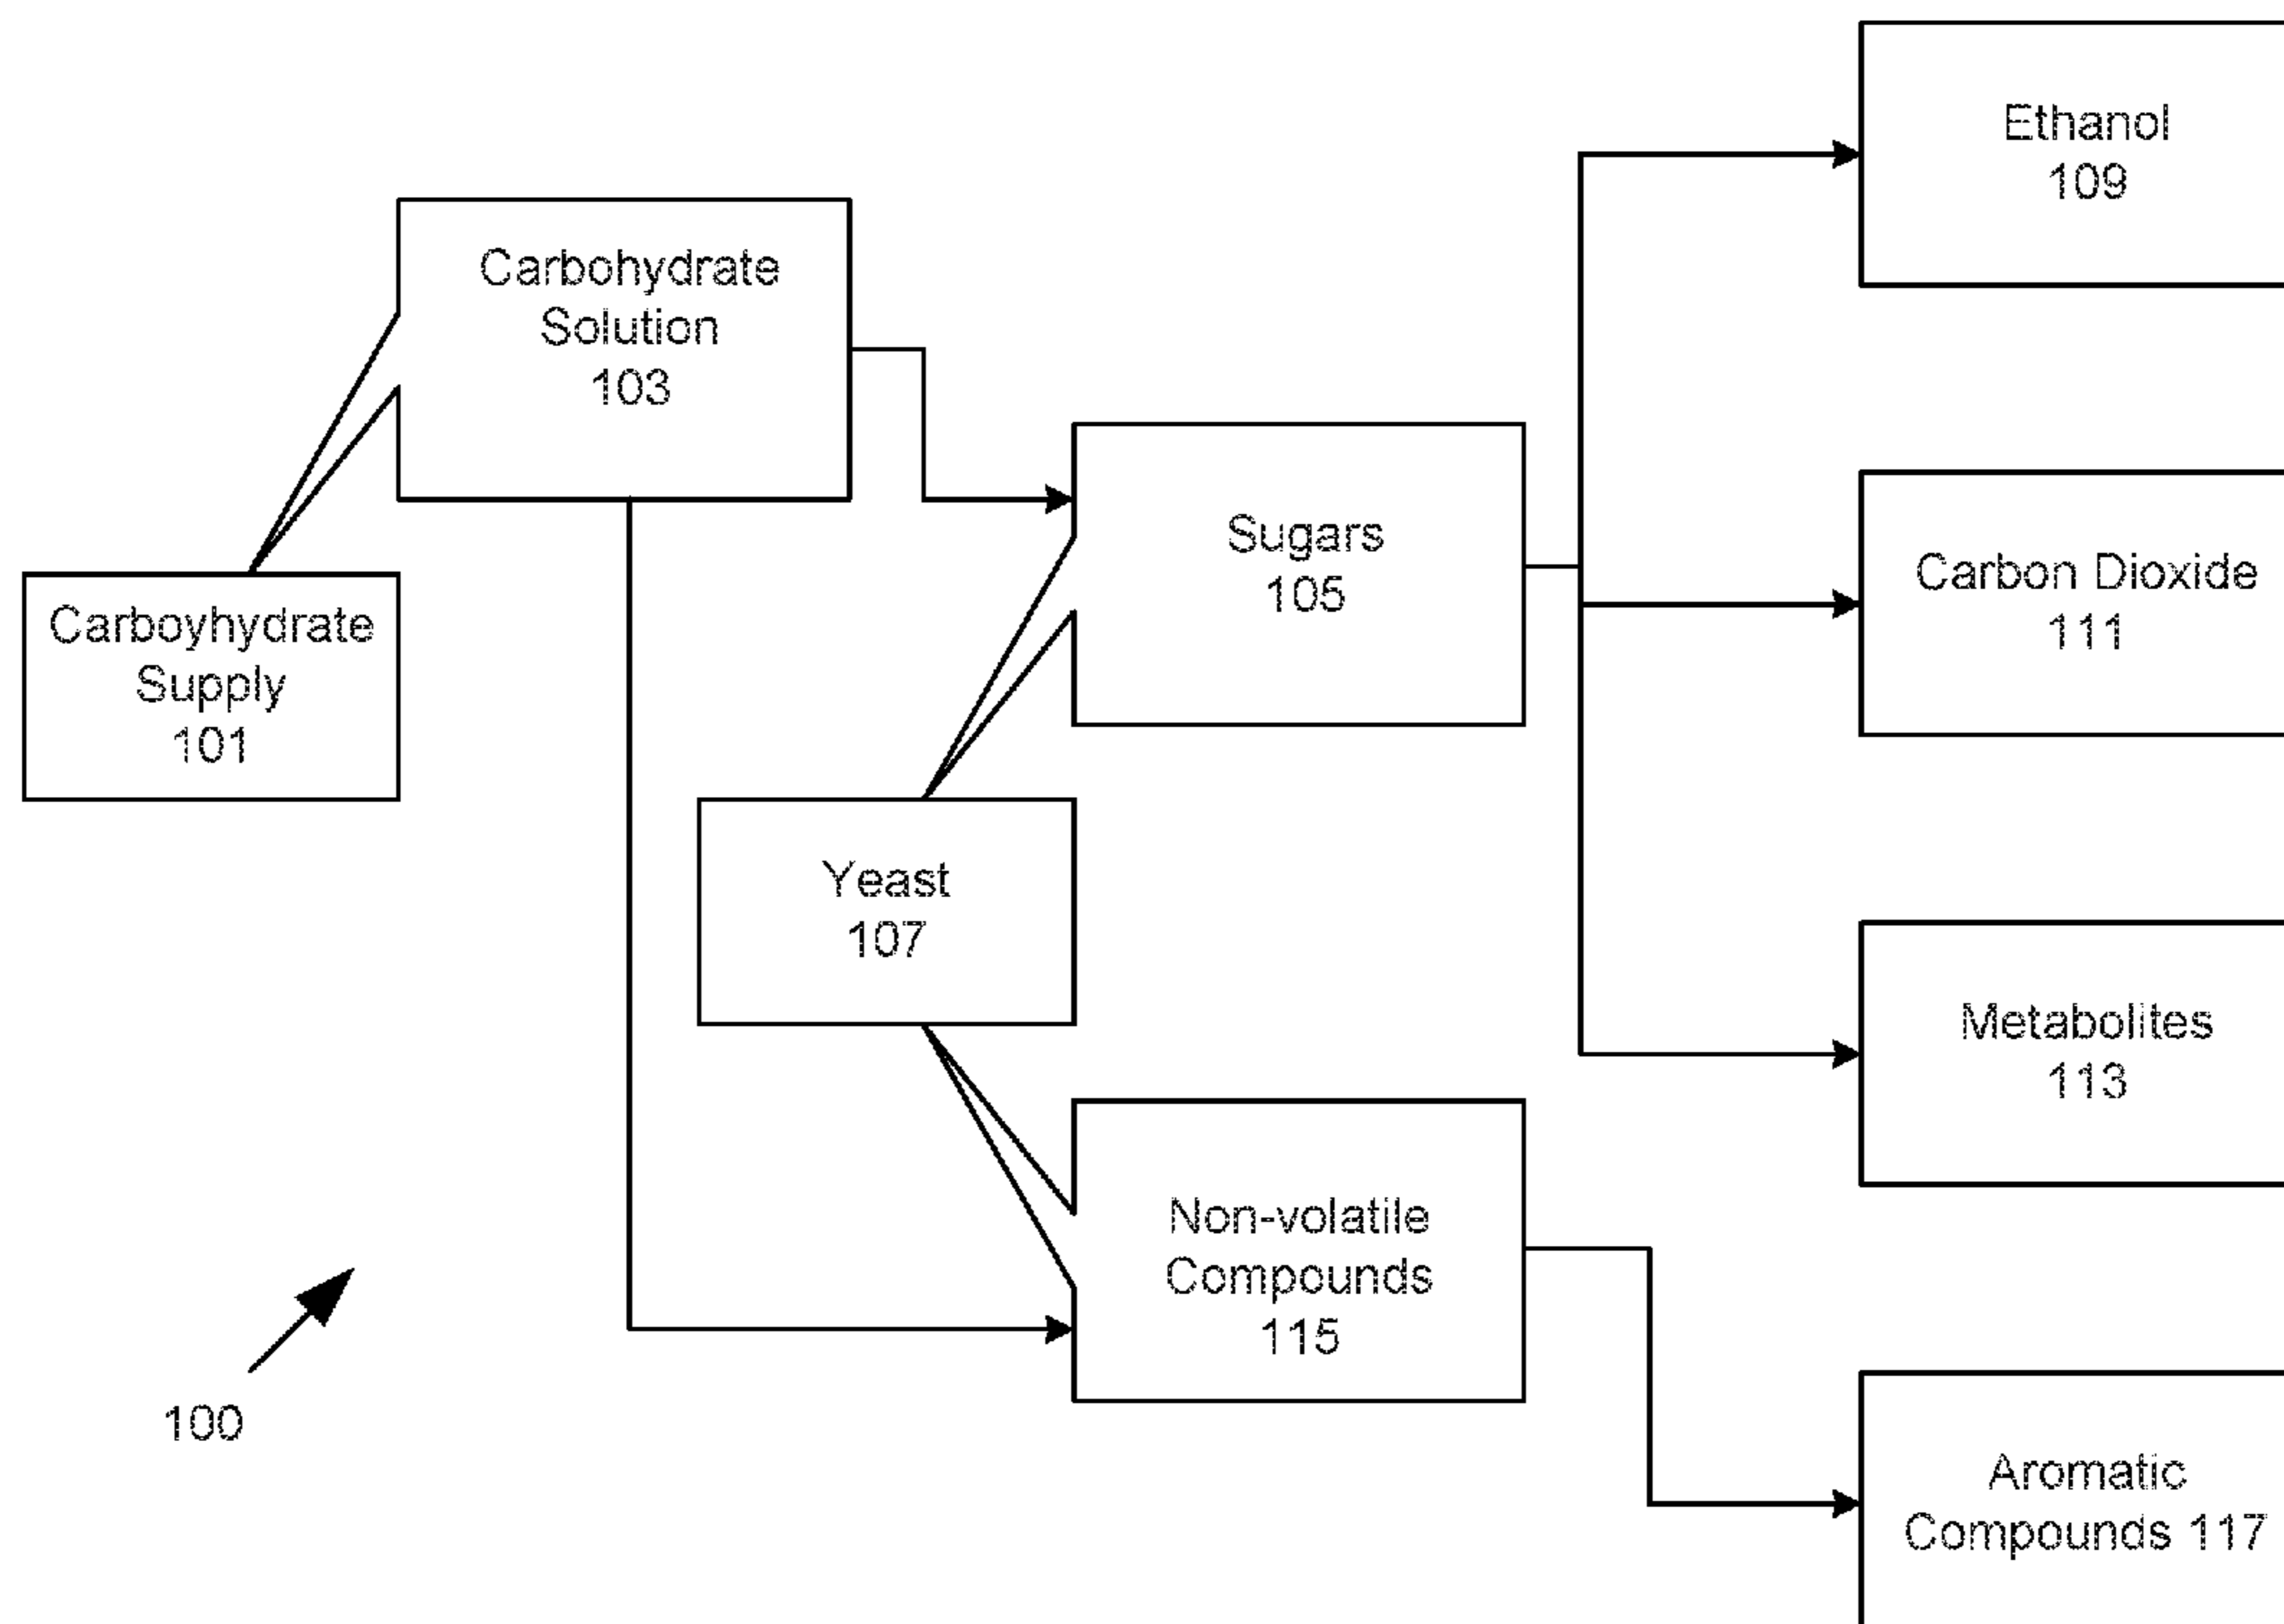 Ethanol
109
Carbohydrate
Solution
103
Sugars
105
Carbon Dioxide
111
Carboyhydrate
Supply
101
Yeast
107
Metabolites
113
Non-volatile
Compounds
115
100
Aromatic
Compounds 117